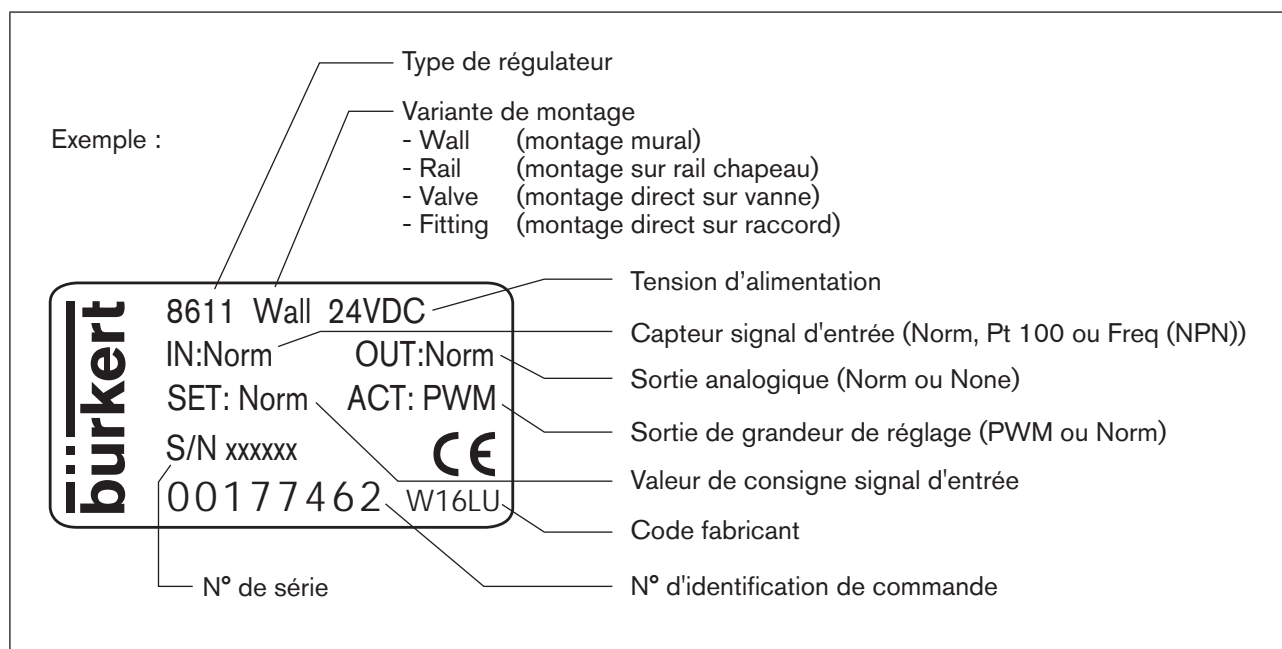 Type de régulateur
Variante de montage
Exemple :
- Wall (montage mural)
- Rail (montage sur rail chapeau)
- Valve (montage direct sur vanne)
- Fitting (montage direct sur raccord)
Tension d’alimentation
bürkert
8611 Wall 24VDC
Capteur signal d'entrée (Norm, Pt 100 ou Freq (NPN))
IN:Norm OUT:Norm
Sortie analogique (Norm ou None)
SET: Norm ACT: PWM
Sortie de grandeur de réglage (PWM ou Norm)
S/N xxxxxx CE
Valeur de consigne signal d'entrée
00177462 W16LU
Code fabricant
N° de série
N° d'identification de commande